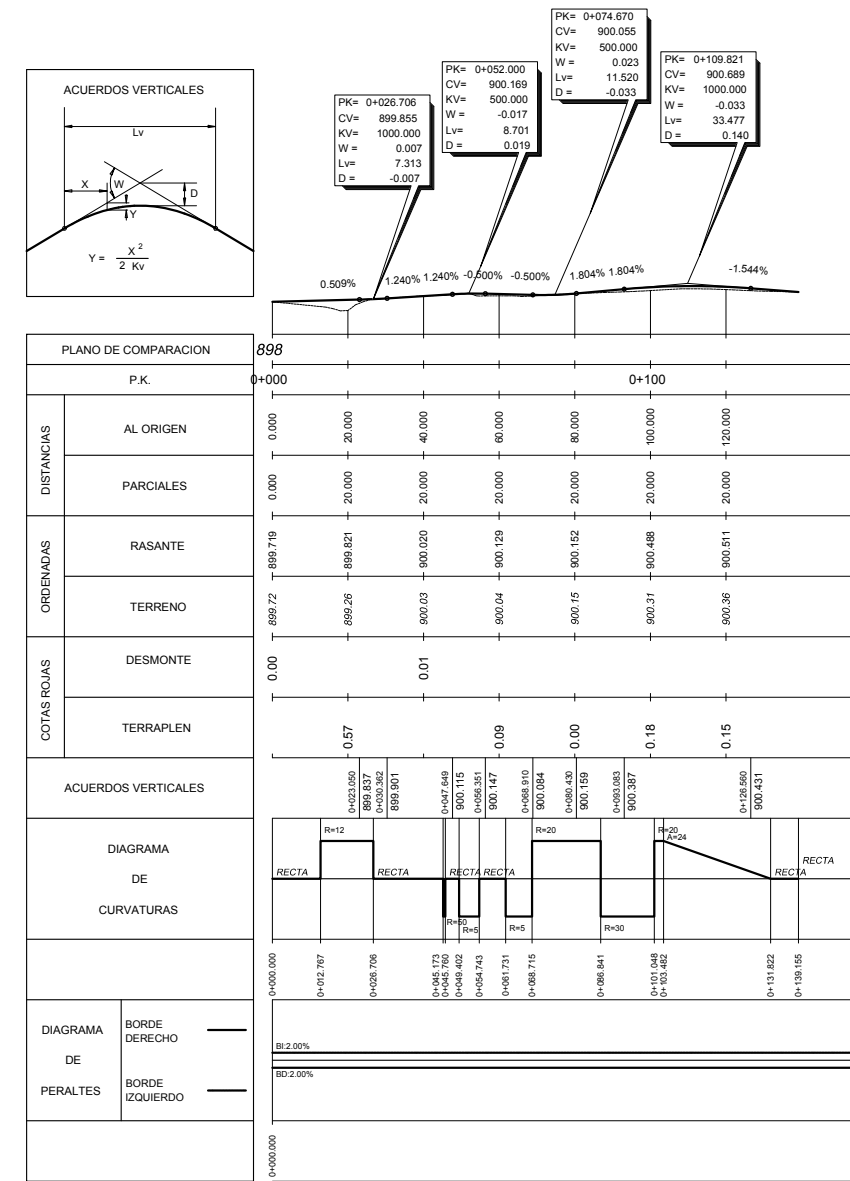 PK= 0+074.670
CV= 900.055
KV= 500.000
W = 0.023
Lv= 11.520
D = -0.033
PK= 0+052.000
CV= 900.169
KV= 500.000
W = -0.017
Lv= 8.701
D = 0.019
PK= 0+109.821
CV= 900.689
KV= 1000.000
W = -0.033
Lv= 33.477
D = 0.140
PK= 0+026.706
CV= 899.855
KV= 1000.000
W = 0.007
Lv= 7.313
D = -0.007
ACUERDOS VERTICALES
Lv
X
W
D
Y
Y = X 2
2 Kv
0.509%
1.240%
1.240%
-0.500%
-0.500%
1.804%
1.804%
-1.544%
PLANO DE COMPARACION 898
P.K. 0+000 0+100
DISTANCIAS
AL ORIGEN 0.000 20.000 40.000 60.000 80.000 100.000 120.000
PARCIALES 0.000 20.000 20.000 20.000 20.000 20.000 20.000
ORDENADAS
RASANTE 899.719 899.821 900.020 900.129 900.152 900.488 900.511
TERRENO 899.72 899.26 900.03 900.04 900.15 900.31 900.36
COTAS ROJAS
DESMONTE 0.00 0.01
TERRAPLEN 0.57 0.09 0.00 0.18 0.15
ACUERDOS VERTICALES
0+023.050 899.837
0+030.362 899.901
0+047.649 900.115
0+056.351 900.147
0+068.910 900.084
0+080.430 900.159
0+093.083 900.387
0+126.560 900.431
DIAGRAMA
DE
CURVATURAS
RECTA
R=12
RECTA
R=50
RECTA
R=5
RECTA
R=5
R=20
R=30
R=20
A=24
RECTA
RECTA
0+000.000
0+012.767
0+026.706
0+045.173
0+045.760
0+049.402
0+054.743
0+061.731
0+068.715
0+086.841
0+101.048
0+103.482
0+131.822
0+139.155
DIAGRAMA
DE
PERALTES
BORDE
DERECHO
BORDE
IZQUIERDO
BI:2.00%
BD:2.00%
0+000.000